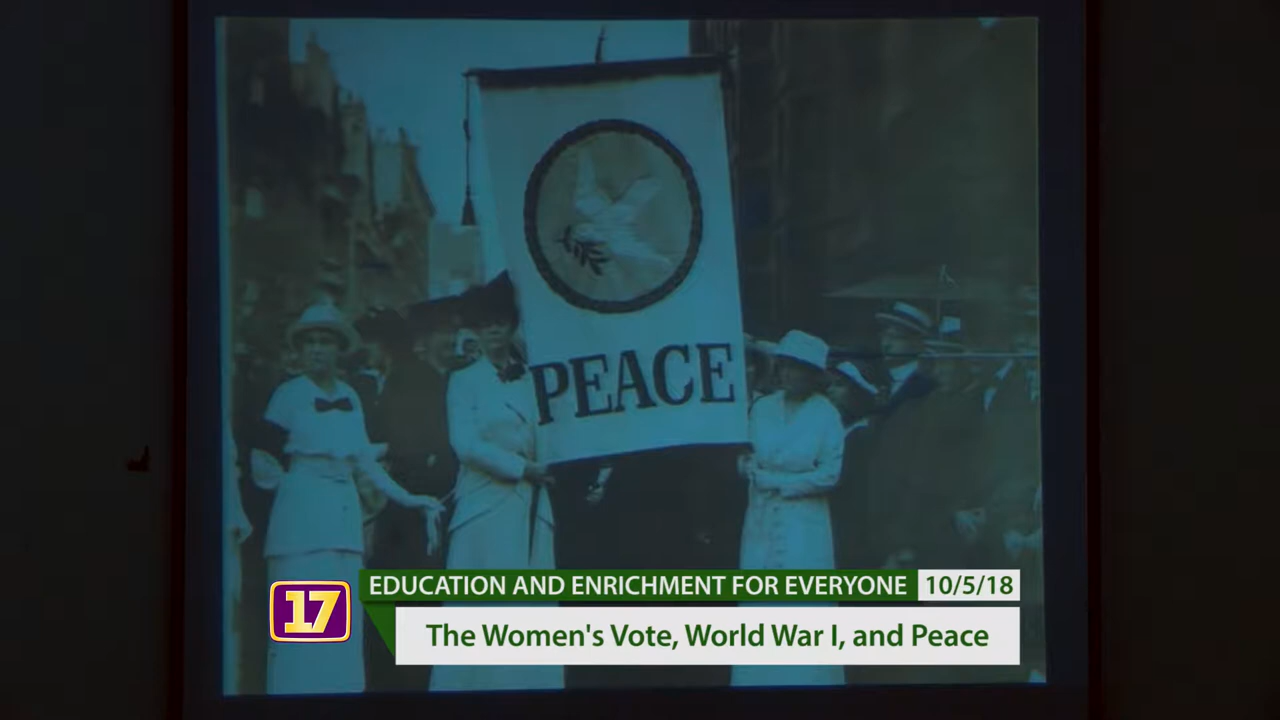 PEACE
17
EDUCATION AND ENRICHMENT FOR EVERYONE 10/5/18
The Women's Vote, World War I, and Peace